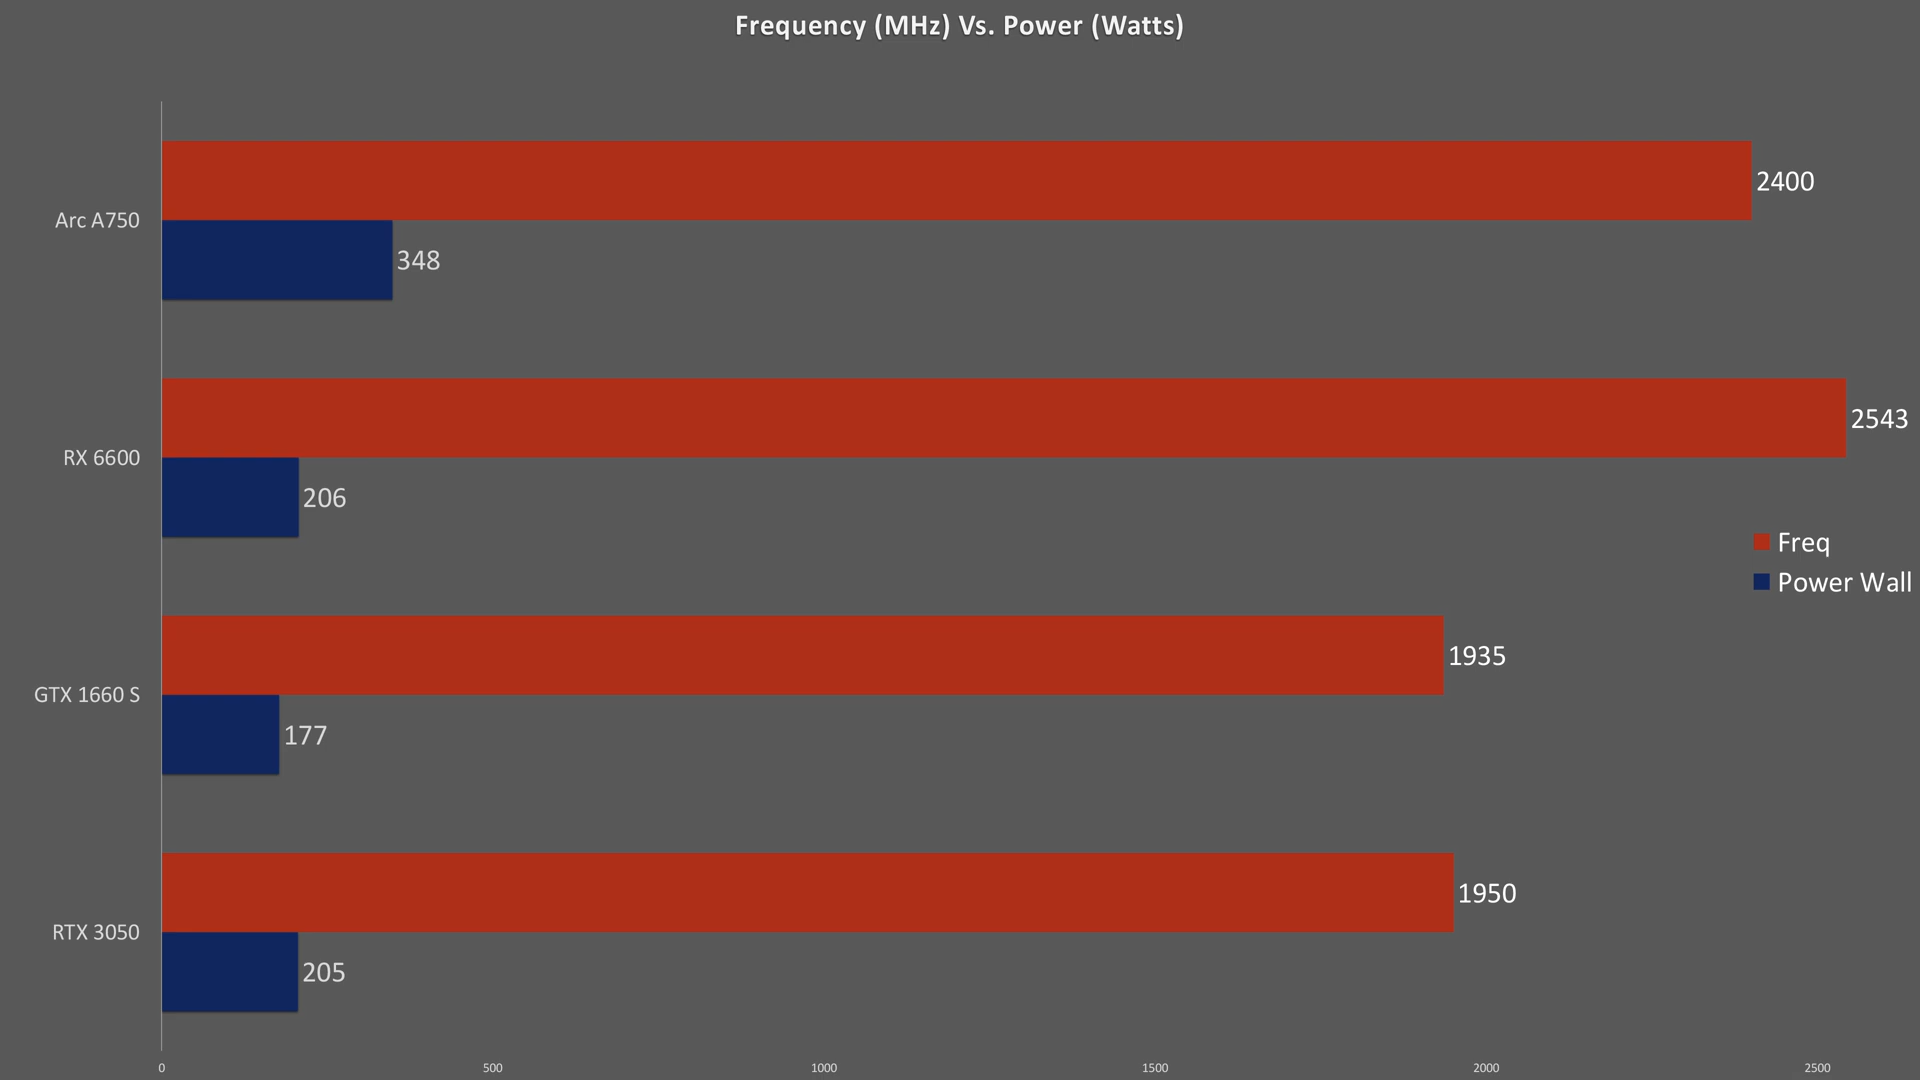 Frequency (MHz) Vs. Power (Watts)
Arc A750
2400
348
RX 6600
2543
206
Freq
Power Wall
GTX 1660 S
1935
177
RTX 3050
1950
205
0 500 1000 1500 2000 2500